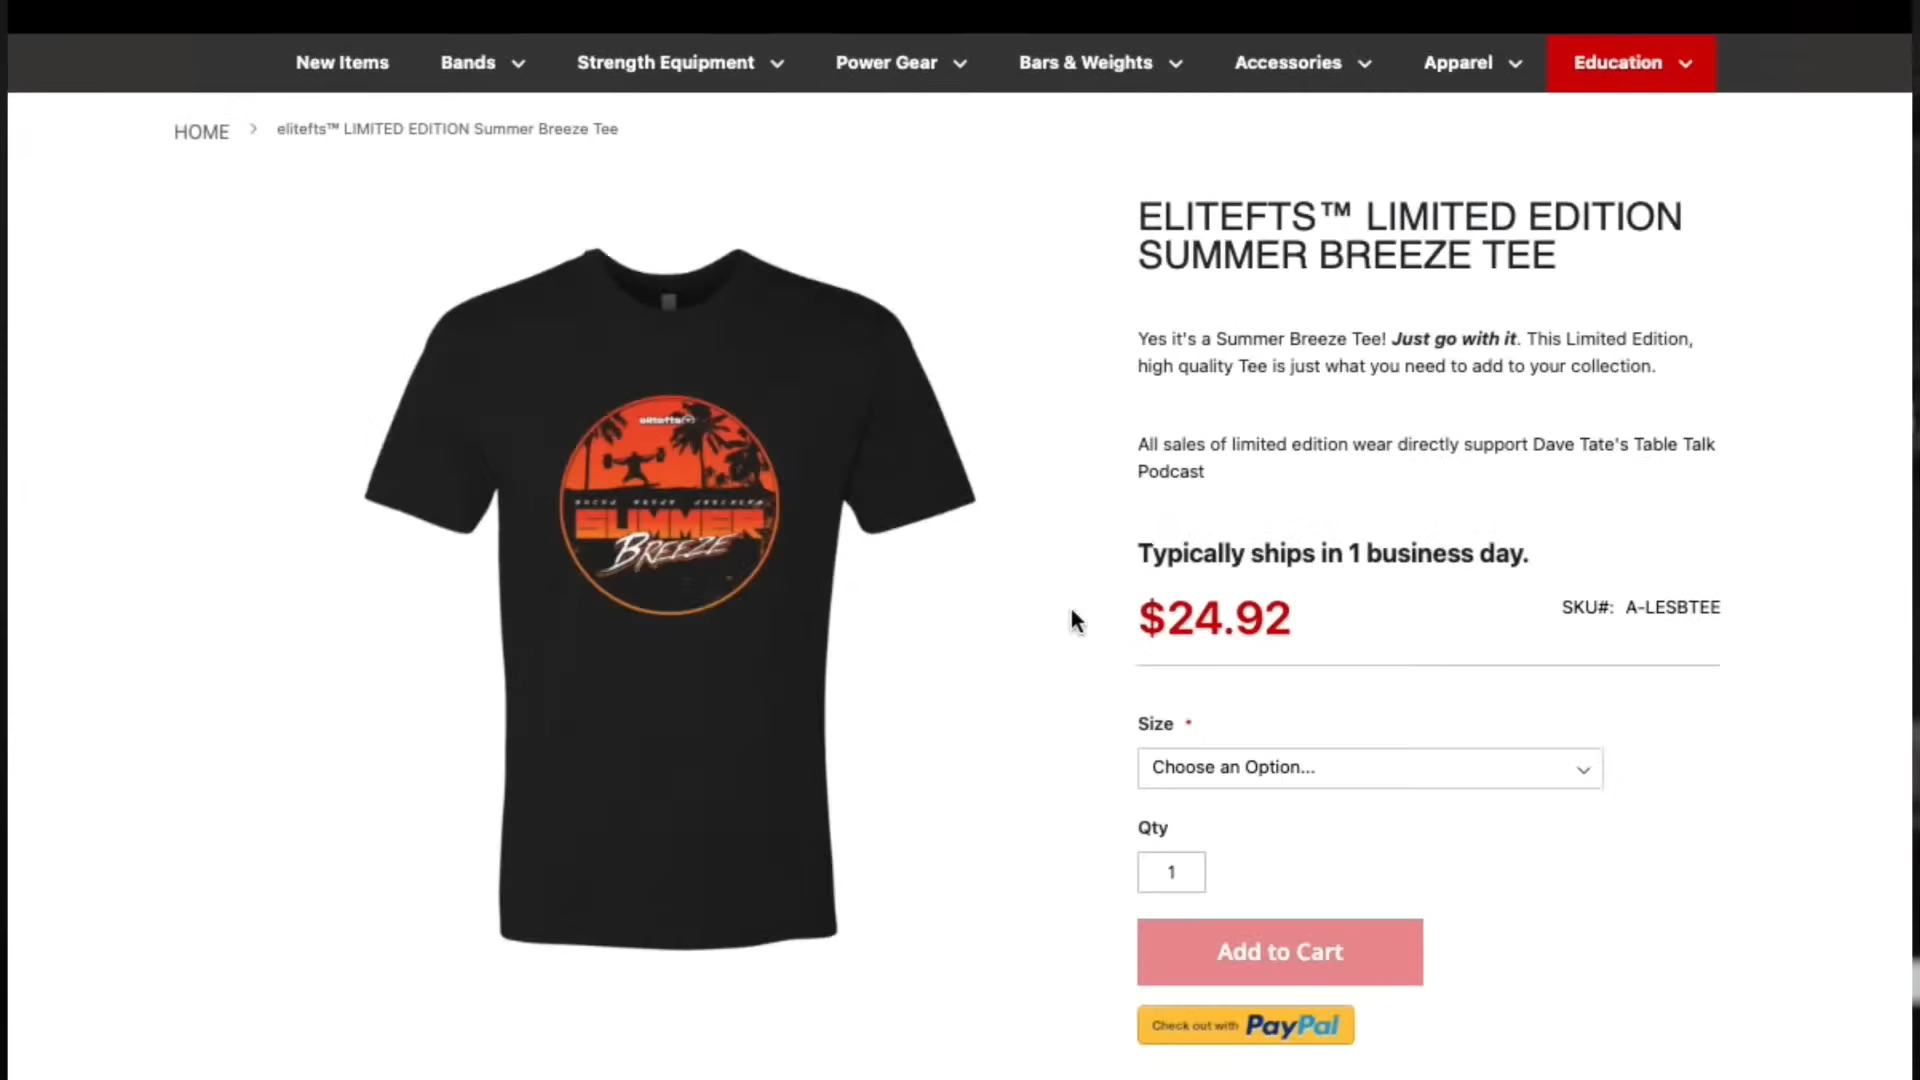 New Items Bands Strength Equipment Power Gear Bars & Weights Accessories Apparel Education
HOME > elitefts™ LIMITED EDITION Summer Breeze Tee
ELITEFTS™ LIMITED EDITION
SUMMER BREEZE TEE
Yes it's a Summer Breeze Tee! Just go with it. This Limited Edition,
high quality Tee is just what you need to add to your collection.
All sales of limited edition wear directly support Dave Tate's Table Talk
Podcast
Typically ships in 1 business day.
$24.92 SKU#: A-LESBTEE
Size *
Choose an Option...
Qty
1
Add to Cart
Check out with PayPal
elitefts
SUMMER
BREEZE